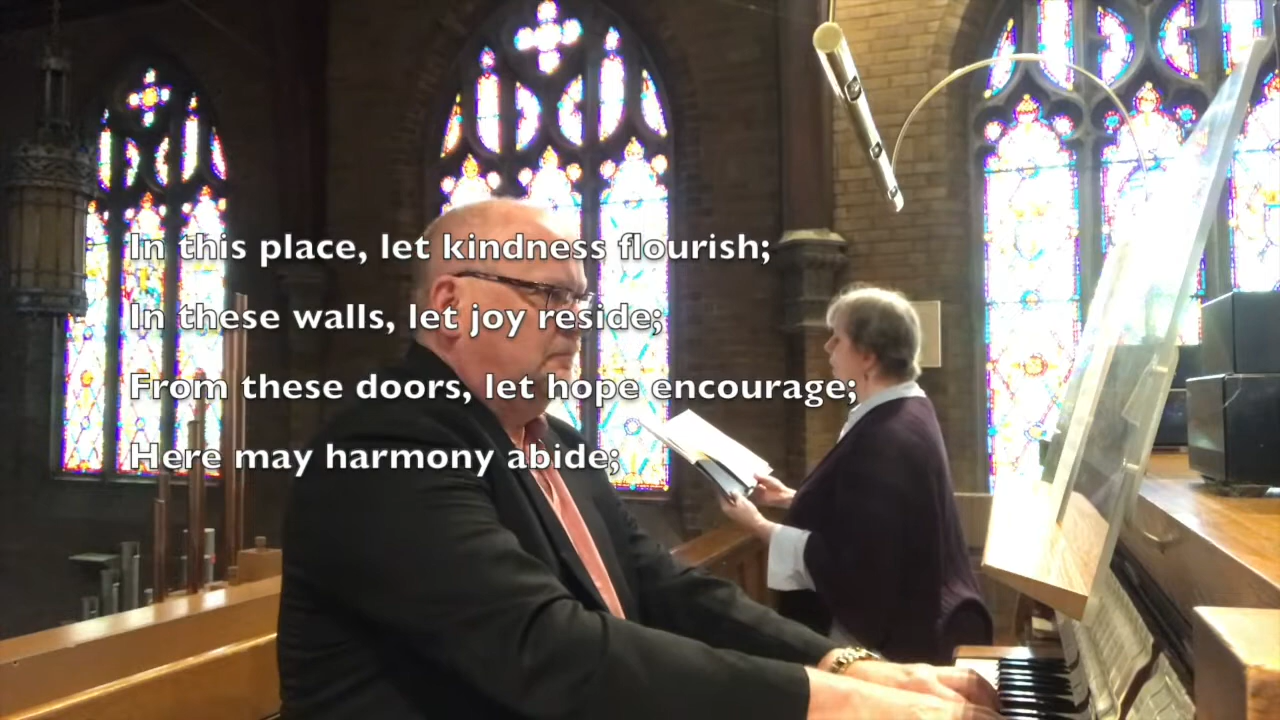 In this place, let kindness flourish;
In these walls, let joy reside;
From these doors, let hope encourage;
Here may harmony abide;